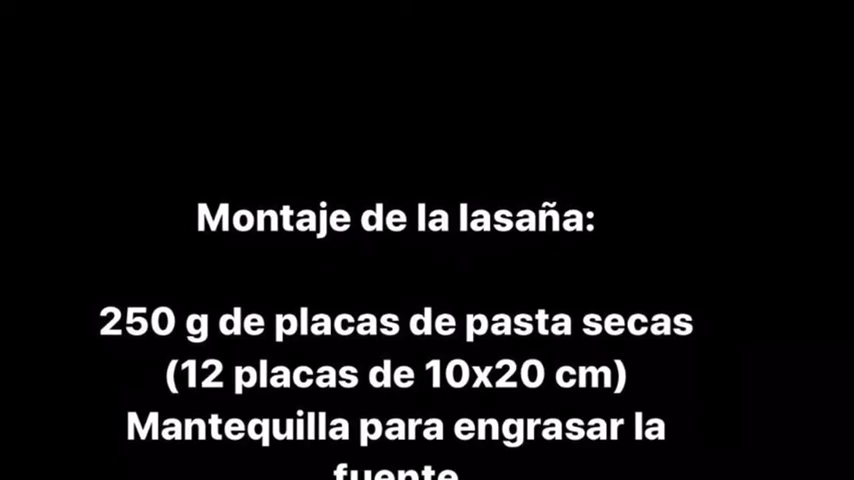 Montaje de la lasaña:
250 g de placas de pasta secas
(12 placas de 10x20 cm)
Mantequilla para engrasar la
fuente